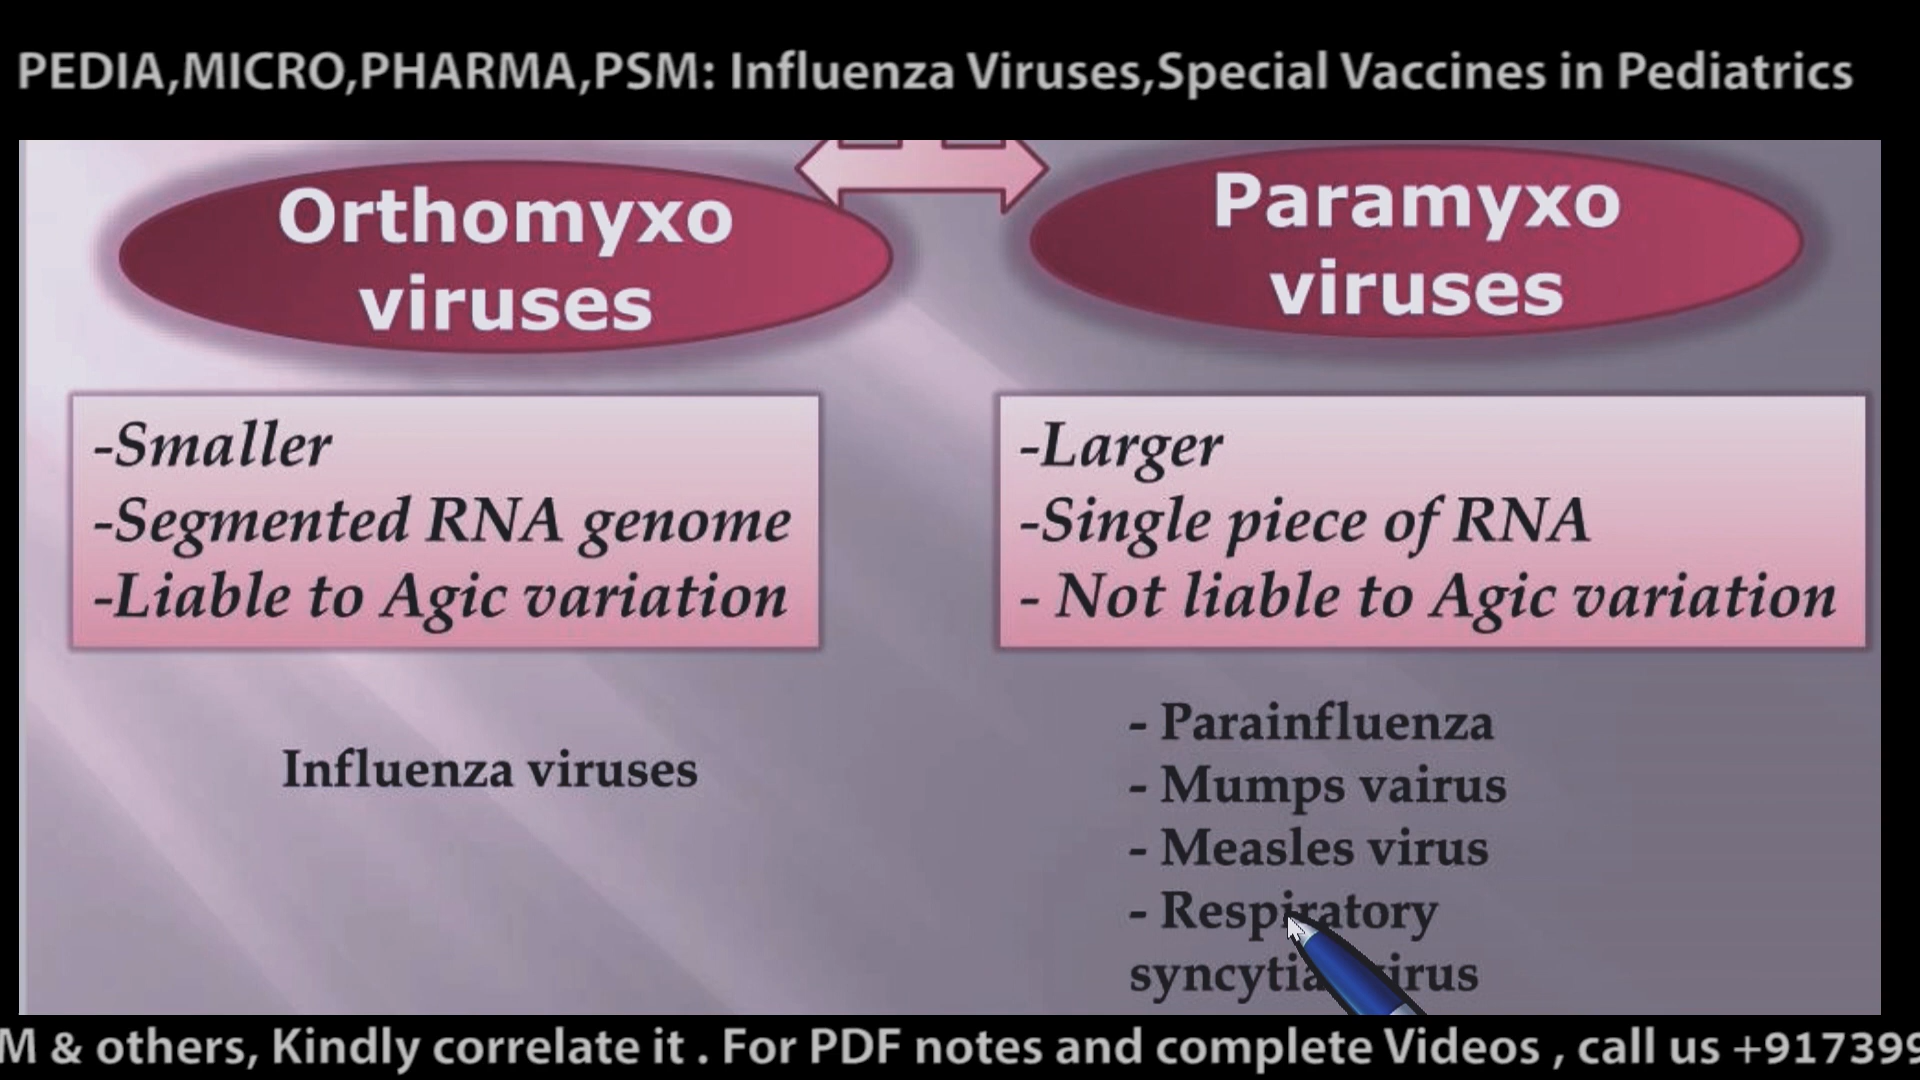 PEDIA,MICRO,PHARMA,PSM: Influenza Viruses,Special Vaccines in Pediatrics
Orthomyxo
viruses
-Smaller
-Segmented RNA genome
-Liable to Agic variation
Influenza viruses
Paramyxo
viruses
-Larger
-Single piece of RNA
- Not liable to Agic variation
- Parainfluenza
- Mumps vairus
- Measles virus
- Respiratory
syncytial virus
M & others, Kindly correlate it . For PDF notes and complete Videos , call us +917399